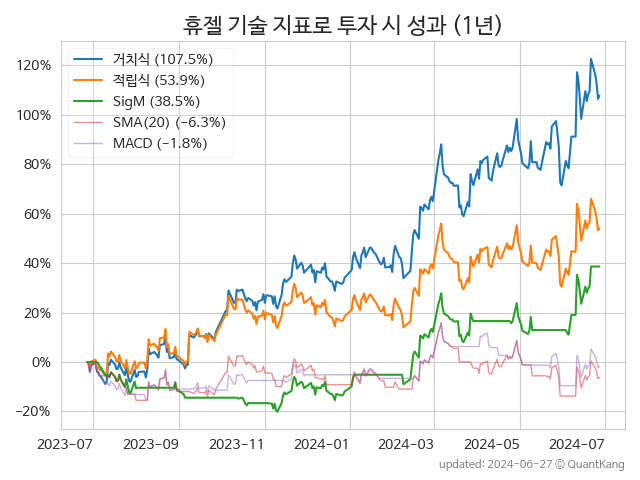 휴젤 기술 지표로 투자 시 성과 (1년)
거치식 (107.5%)
적립식 (53.9%)
SigM (38.5%)
SMA(20) (−6.3%)
MACD (−1.8%)
120%
100%
80%
60%
40%
20%
0%
−20%
2023-07 2023-09 2023-11 2024-01 2024-03 2024-05 2024-07
updated: 2024-06-27 © QuantKang